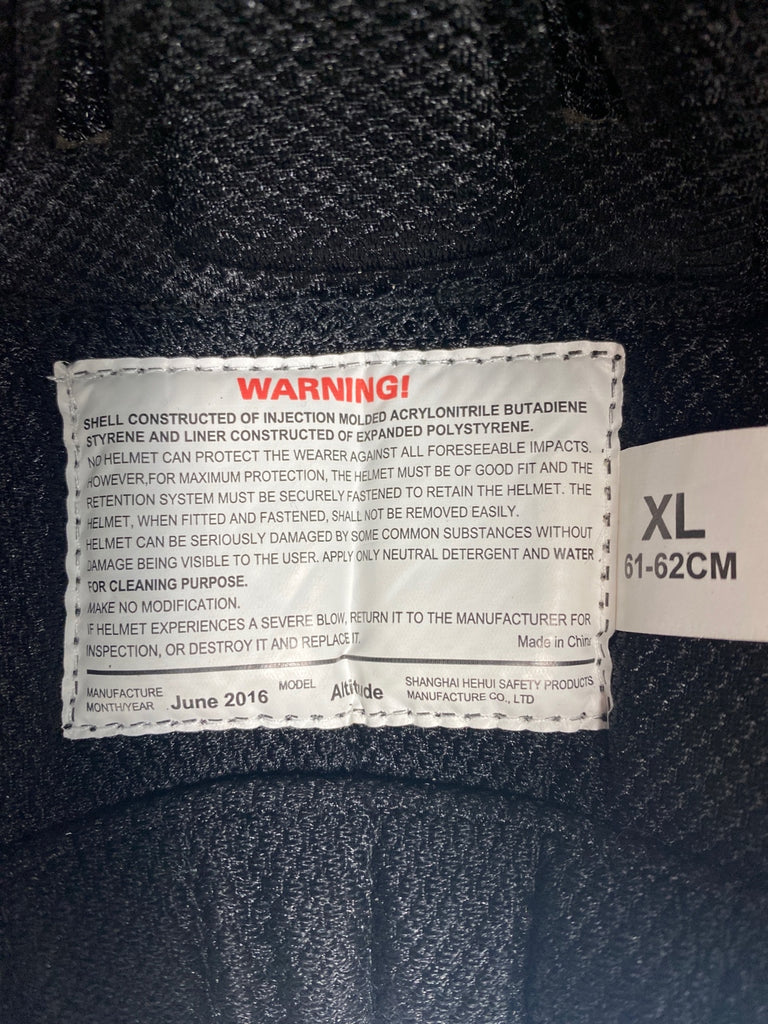 WARNING!
SHELL CONSTRUCTED OF INJECTION MOLDED ACRYLONITRILE BUTADIENE
STYRENE AND LINER CONSTRUCTED OF EXPANDED POLYSTYRENE.
NO HELMET CAN PROTECT THE WEARER AGAINST ALL FORESEEABLE IMPACTS.
HOWEVER,FOR MAXIMUM PROTECTION, THE HELMET MUST BE OF GOOD FIT AND THE
RETENTION SYSTEM MUST BE SECURELY FASTENED TO RETAIN THE HELMET. THE
HELMET, WHEN FITTED AND FASTENED, SHALL NOT BE REMOVED EASILY.
HELMET CAN BE SERIOUSLY DAMAGED BY SOME COMMON SUBSTANCES WITHOUT
DAMAGE BEING VISIBLE TO THE USER. APPLY ONLY NEUTRAL DETERGENT AND WATER
FOR CLEANING PURPOSE.
MAKE NO MODIFICATION.
IF HELMET EXPERIENCES A SEVERE BLOW, RETURN IT TO THE MANUFACTURER FOR
INSPECTION, OR DESTROY IT AND REPLACE IT.
Made in China
MANUFACTURE
MONTH/YEAR June 2016
MODEL Altitude
SHANGHAI HEHUI SAFETY PRODUCTS
MANUFACTURE CO., LTD
XL
61-62CM